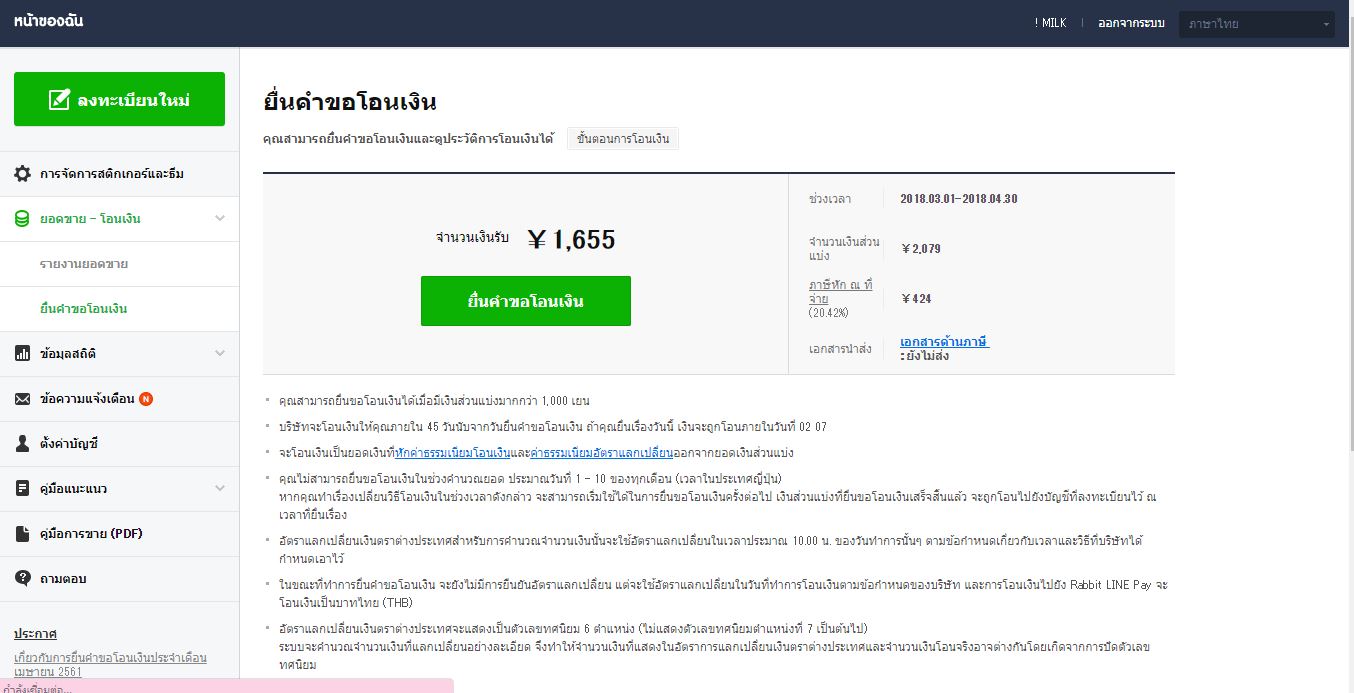 หน้าของฉัน
! MILK
ออกจากระบบ
ภาษาไทย
ลงทะเบียนใหม่
การจัดการสติกเกอร์และธีม
ยอดขาย - โอนเงิน
รายงานยอดขาย
ยื่นคำขอโอนเงิน
ข้อมูลสถิติ
ข้อความแจ้งเตือน N
ตั้งค่าบัญชี
คู่มือแนะแนว
คู่มือการขาย (PDF)
ถามตอบ
ประกาศ
เกี่ยวกับการยื่นคำขอโอนเงินประจำเดือน
เมษายน 2561
กำลังเชื่อมต่อ...
ยื่นคำขอโอนเงิน
คุณสามารถยื่นคำขอโอนเงินและดูประวัติการโอนเงินได้ ขั้นตอนการโอนเงิน
จำนวนเงินรับ ¥1,655
ยื่นคำขอโอนเงิน
ช่วงเวลา 2018.03.01-2018.04.30
จำนวนเงินส่วน
แบ่ง
¥2,079
ภาษีหัก ณ ที่
จ่าย
(20.42%)
¥424
เอกสารนำส่ง
เอกสารด้านภาษี
: ยังไม่ส่ง
คุณสามารถยื่นขอโอนเงินได้เมื่อมีเงินส่วนแบ่งมากกว่า 1,000 เยน
บริษัทจะโอนเงินให้คุณภายใน 45 วันนับจากวันยื่นคำขอโอนเงิน ถ้าคุณยื่นเรื่องวันนี้ เงินจะถูกโอนภายในวันที่ 02 07
จะโอนเงินเป็นยอดเงินที่หักค่าธรรมเนียมโอนเงินและค่าธรรมเนียมอัตราแลกเปลี่ยนออกจากยอดเงินส่วนแบ่ง
คุณไม่สามารถยื่นขอโอนเงินในช่วงคำนวณยอด ประมาณวันที่ 1 - 10 ของทุกเดือน (เวลาในประเทศญี่ปุ่น)
หากคุณทำเรื่องเปลี่ยนวิธีโอนเงินในช่วงเวลาดังกล่าว จะสามารถเริ่มใช้ได้ในการยื่นขอโอนเงินครั้งต่อไป เงินส่วนแบ่งที่ยื่นขอโอนเงินเสร็จสิ้นแล้ว จะถูกโอนไปยังบัญชีที่ลงทะเบียนไว้ ณ
เวลาที่ยื่นเรื่อง
อัตราแลกเปลี่ยนเงินตราต่างประเทศสำหรับการคำนวณจำนวนเงินนั้นจะใช้อัตราแลกเปลี่ยนในเวลาประมาณ 10.00 น. ของวันทำการนั้นๆ ตามข้อกำหนดเกี่ยวกับเวลาและวิธีที่บริษัทได้
กำหนดเอาไว้
ในขณะที่ทำการยื่นคำขอโอนเงิน จะยังไม่มีการยืนยันอัตราแลกเปลี่ยน แต่จะใช้อัตราแลกเปลี่ยนในวันที่ทำการโอนเงินตามข้อกำหนดของบริษัท และการโอนเงินไปยัง Rabbit LINE Pay จะ
โอนเงินเป็นบาทไทย (THB)
อัตราแลกเปลี่ยนเงินตราต่างประเทศจะแสดงเป็นตัวเลขทศนิยม 6 ตำแหน่ง (ไม่แสดงตัวเลขทศนิยมตำแหน่งที่ 7 เป็นต้นไป)
ระบบจะคำนวณจำนวนเงินที่แลกเปลี่ยนอย่างละเอียด จึงทำให้จำนวนเงินที่แสดงในอัตราการแลกเปลี่ยนเงินตราต่างประเทศและจำนวนเงินโอนจริงอาจต่างกันโดยเกิดจากการปัดตัวเลข
ทศนิยม